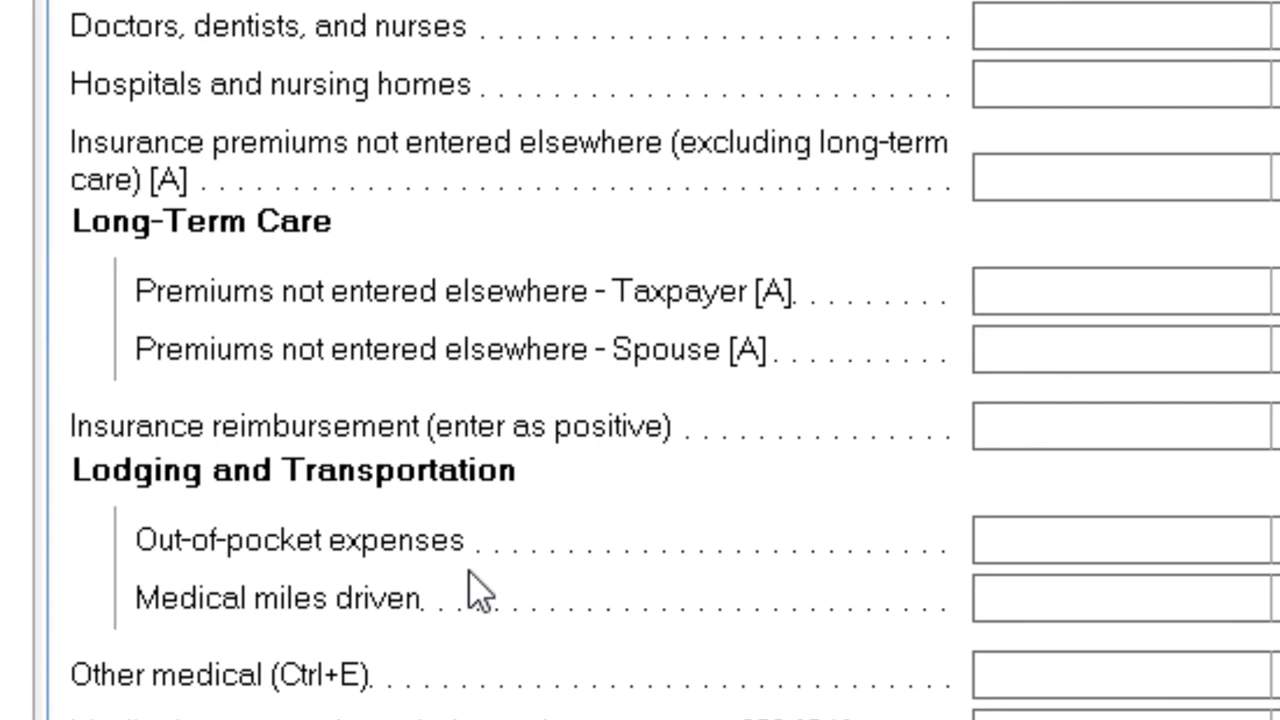 Doctors, dentists, and nurses
Hospitals and nursing homes
Insurance premiums not entered elsewhere (excluding long-term
care) [A]
Long-Term Care
Premiums not entered elsewhere - Taxpayer [A]
Premiums not entered elsewhere - Spouse [A]
Insurance reimbursement (enter as positive)
Lodging and Transportation
Out-of-pocket expenses
Medical miles driven
Other medical (Ctrl+E)